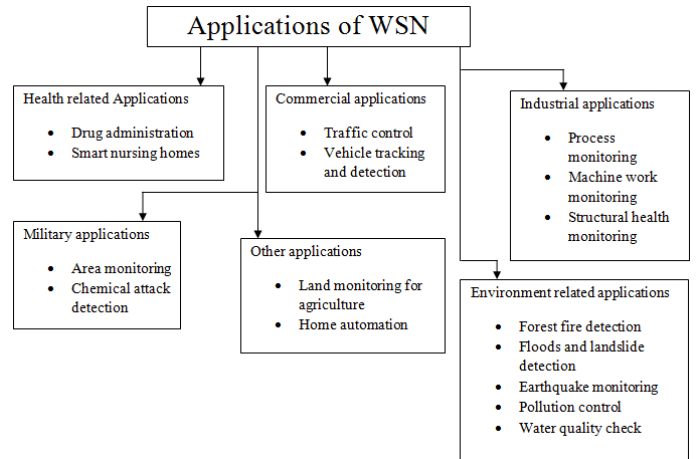 Applications of WSN
Health related Applications
• Drug administration
• Smart nursing homes
Commercial applications
• Traffic control
• Vehicle tracking
and detection
Industrial applications
• Process
monitoring
• Machine work
monitoring
• Structural health
monitoring
Military applications
• Area monitoring
• Chemical attack
detection
Other applications
• Land monitoring for
agriculture
• Home automation
Environment related applications
• Forest fire detection
• Floods and landslide
detection
• Earthquake monitoring
• Pollution control
• Water quality check